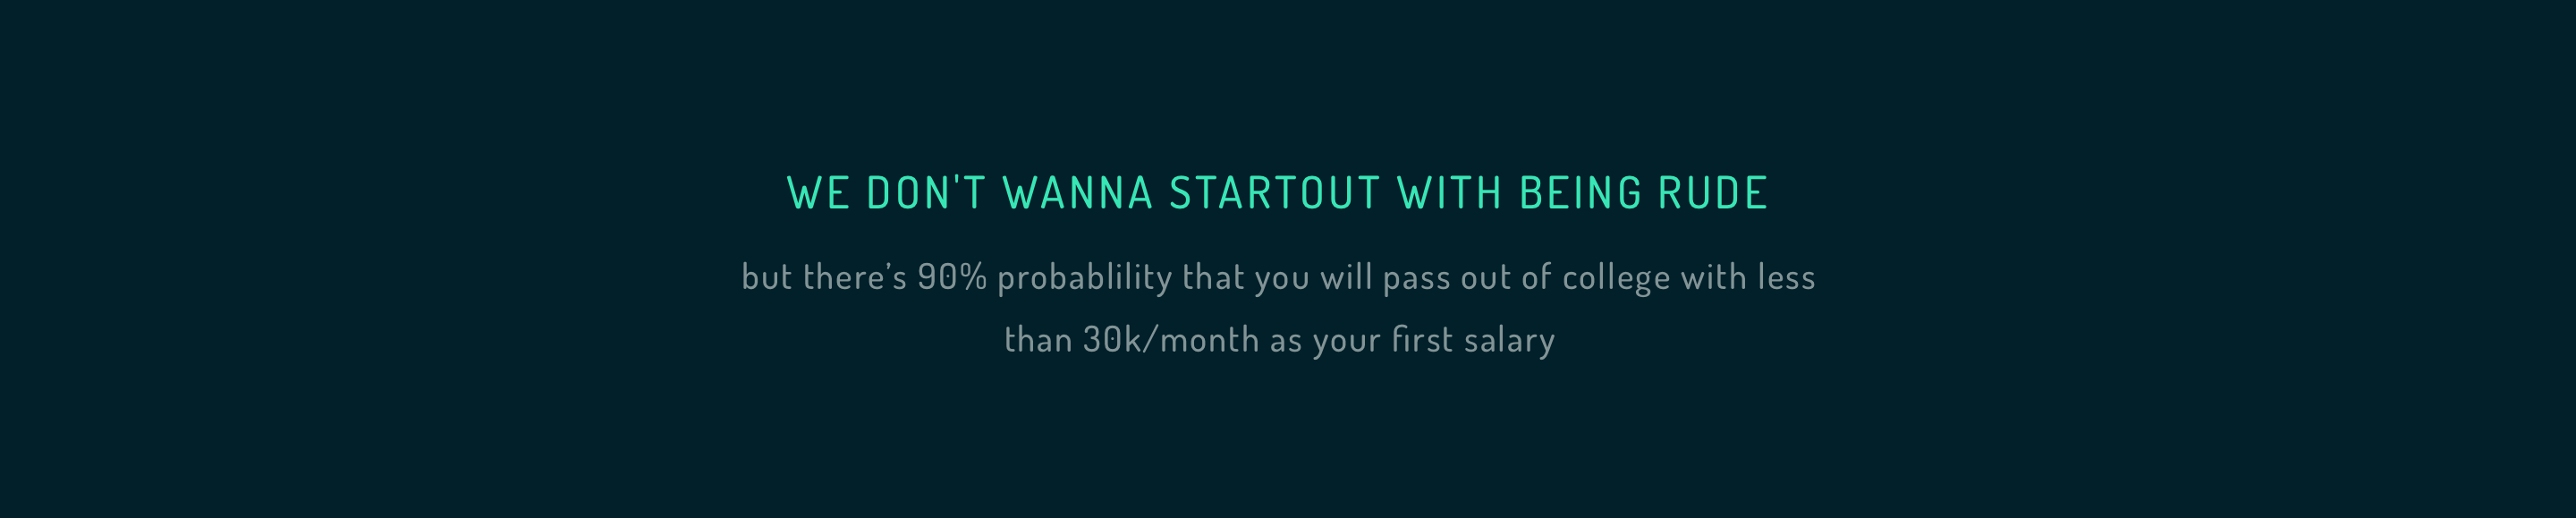 WE DON'T WANNA STARTOUT WITH BEING RUDE
but there’s 90% probablility that you will pass out of college with less
than 30k/month as your first salary